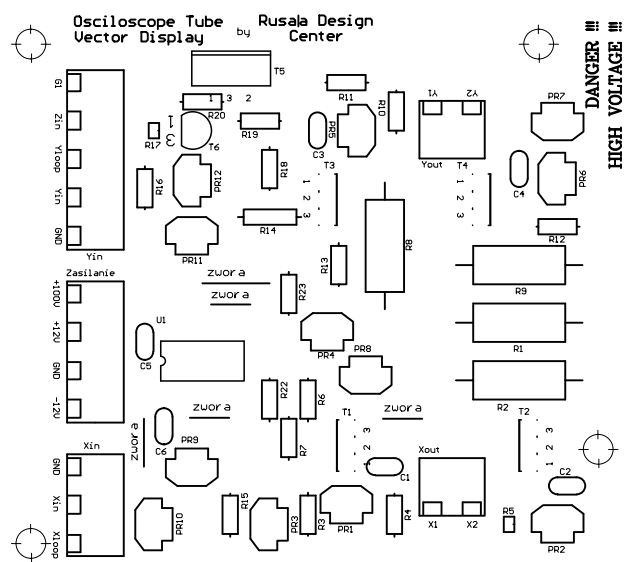 Osciloscope Tube
Vector Display
by
Rusała Design
Center
DANGER !!!
HIGH VOLTAGE !!!
T5
1 3 2
R20
R17
1
3
T6
R19
R11
R10
PR5
C3
Y1
Y2
Yout
PR7
G1
Zin
Yloop
Yin
GND
Yin
R16
PR12
R18
T3
1
2
3
T4
1
2
3
C4
PR6
PR11
R14
R13
R8
R12
R9
Zasilanie
+100V
+12V
GND
-12V
zwora
zwora
R23
U1
C5
PR4
PR8
R1
R22
R6
R2
zwora
C6
zwora
R7
T1
3
2
1
zwora
T2
3
2
1
Xin
GND
Xin
Xloop
PR9
C1
Xout
C2
PR10
R15
PR3
R3
PR1
R4
X1
X2
R5
PR2